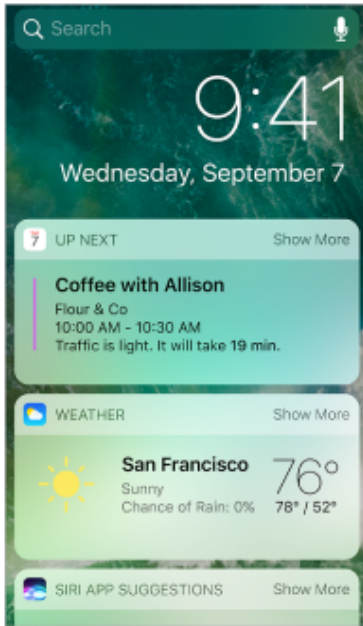 Search
9:41
Wednesday, September 7
7
UP NEXT Show More
Coffee with Allison
Flour & Co
10:00 AM - 10:30 AM
Traffic is light. It will take 19 min.
WEATHER Show More
San Francisco 76°
Sunny
Chance of Rain: 0% 78° / 52°
SIRI APP SUGGESTIONS Show More